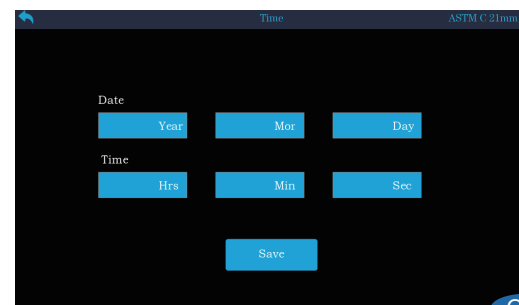 Time ASTM C 21mm
Date
Year Mor Day
Time
Hrs Min Sec
Save